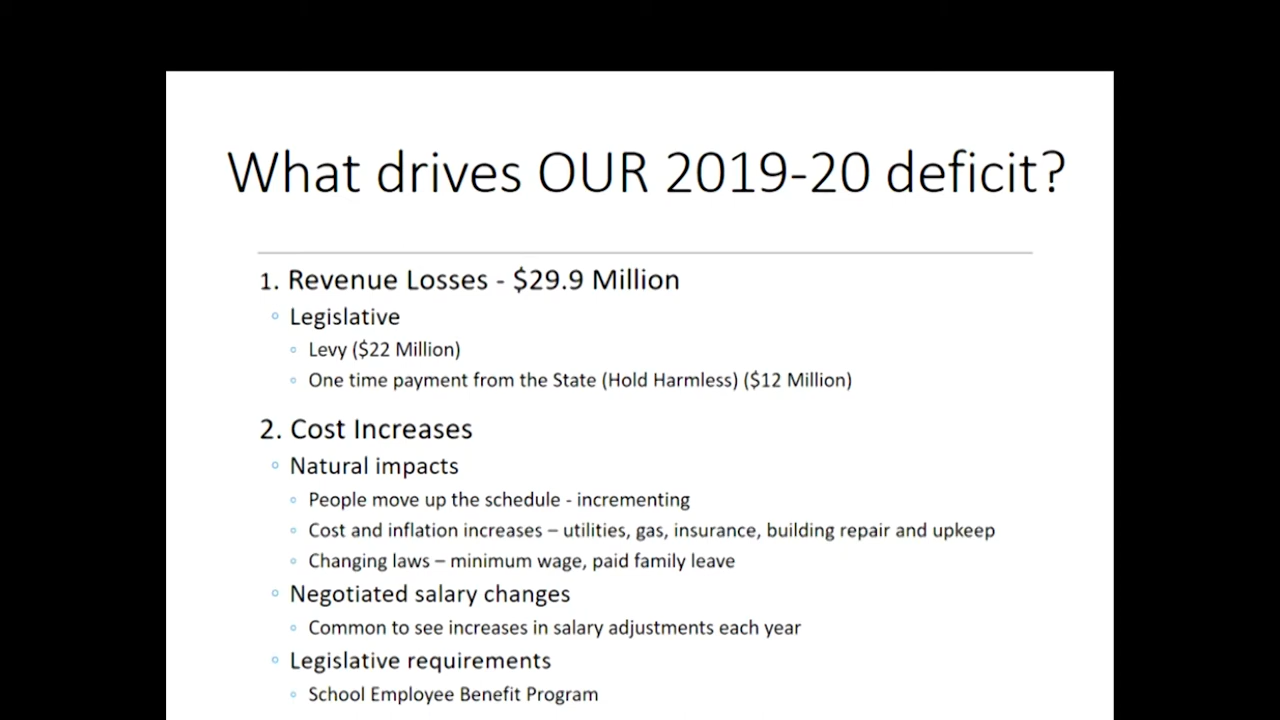 What drives OUR 2019-20 deficit?
1. Revenue Losses - $29.9 Million
Legislative
Levy ($22 Million)
One time payment from the State (Hold Harmless) ($12 Million)
2. Cost Increases
Natural impacts
People move up the schedule - incrementing
Cost and inflation increases – utilities, gas, insurance, building repair and upkeep
Changing laws – minimum wage, paid family leave
Negotiated salary changes
Common to see increases in salary adjustments each year
Legislative requirements
School Employee Benefit Program